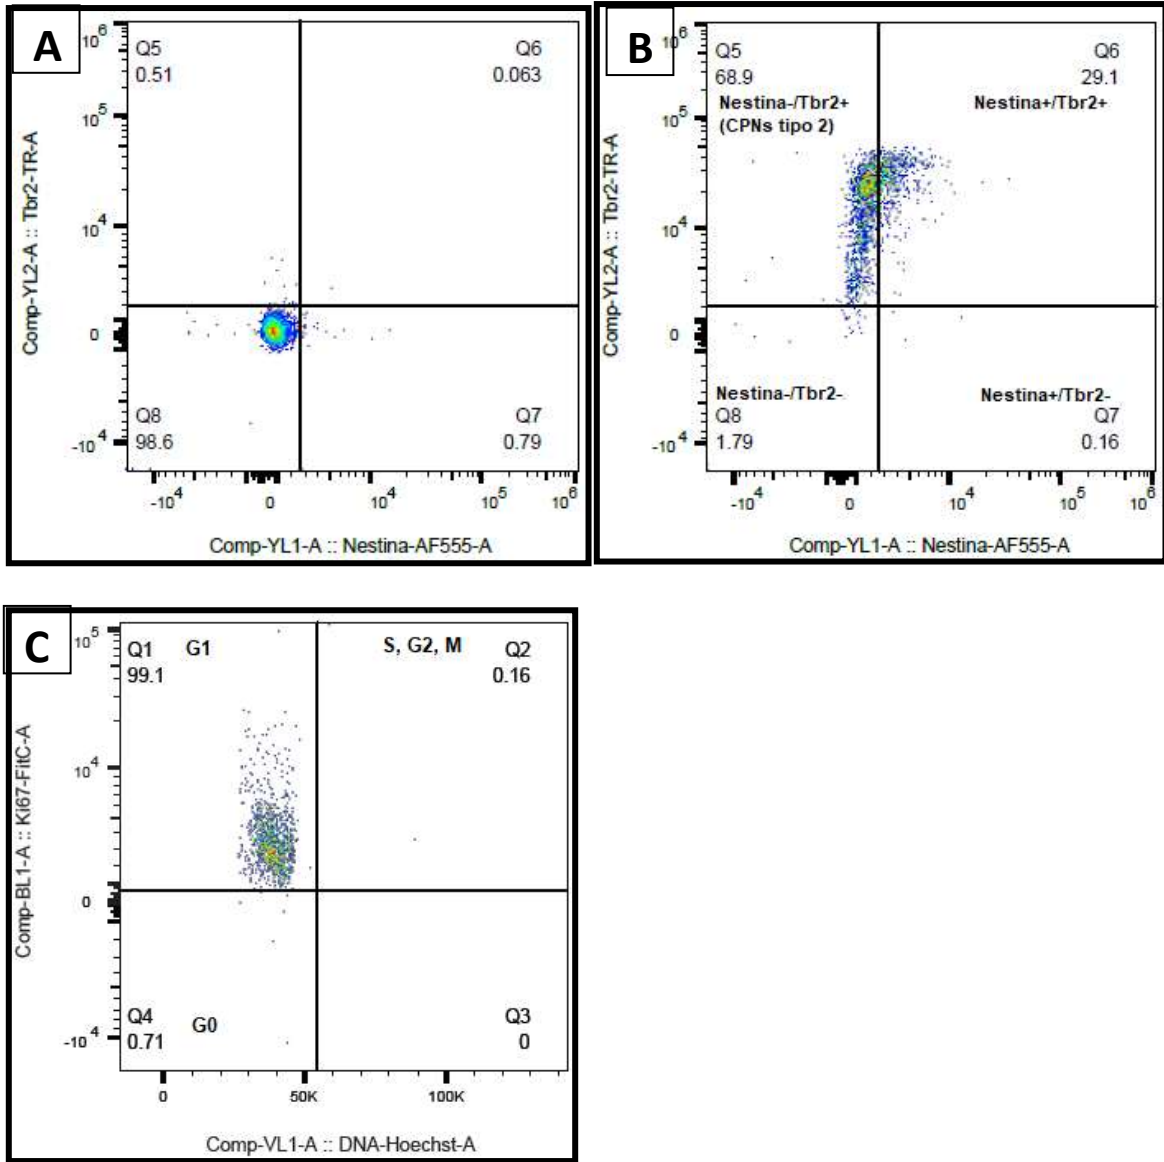 A
Q5
0.51
Q6
0.063
10^6
10^5
10^4
0
-10^4
Q8
98.6
Q7
0.79
-10^4 0 10^4 10^5 10^6
Comp-YL2-A :: Tbr2-TR-A
Comp-YL1-A :: Nestina-AF555-A
B
Q5
68.9
Q6
29.1
Nestina-/Tbr2+
(CPNs tipo 2)
Nestina+/Tbr2+
10^6
10^5
10^4
0
-10^4
Nestina-/Tbr2-
Q8
1.79
Nestina+/Tbr2-
Q7
0.16
-10^4 0 10^4 10^5 10^6
Comp-YL2-A :: Tbr2-TR-A
Comp-YL1-A :: Nestina-AF555-A
C
Q1 G1
99.1
S, G2, M Q2
0.16
10^5
10^4
0
-10^4
Q4 G0
0.71
Q3
0
0 50K 100K
Comp-BL1-A :: Ki67-FitC-A
Comp-VL1-A :: DNA-Hoechst-A